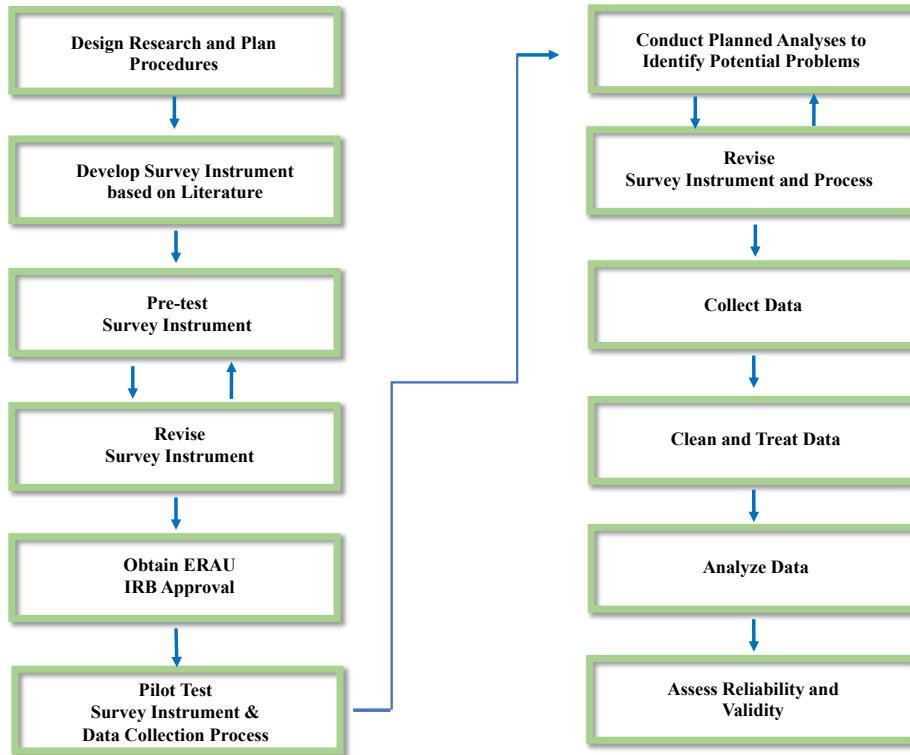 Design Research and Plan
Procedures
Develop Survey Instrument
based on Literature
Pre-test
Survey Instrument
Revise
Survey Instrument
Obtain ERAU
IRB Approval
Pilot Test
Survey Instrument &
Data Collection Process
Conduct Planned Analyses to
Identify Potential Problems
Revise
Survey Instrument and Process
Collect Data
Clean and Treat Data
Analyze Data
Assess Reliability and
Validity